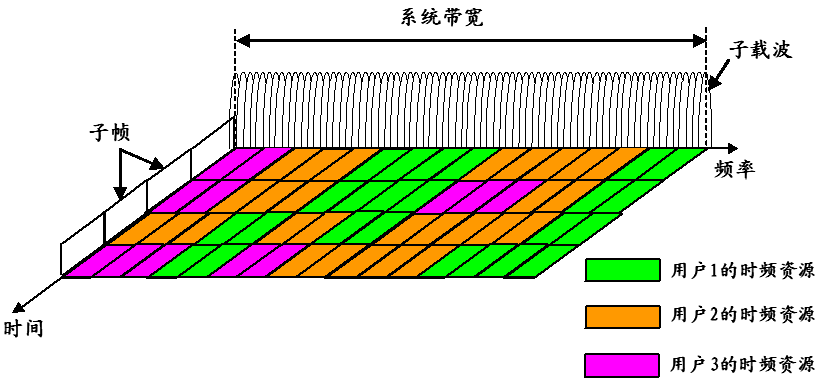 系统带宽
子载波
子帧
频率
时间
用户1的时频资源
用户2的时频资源
用户3的时频资源